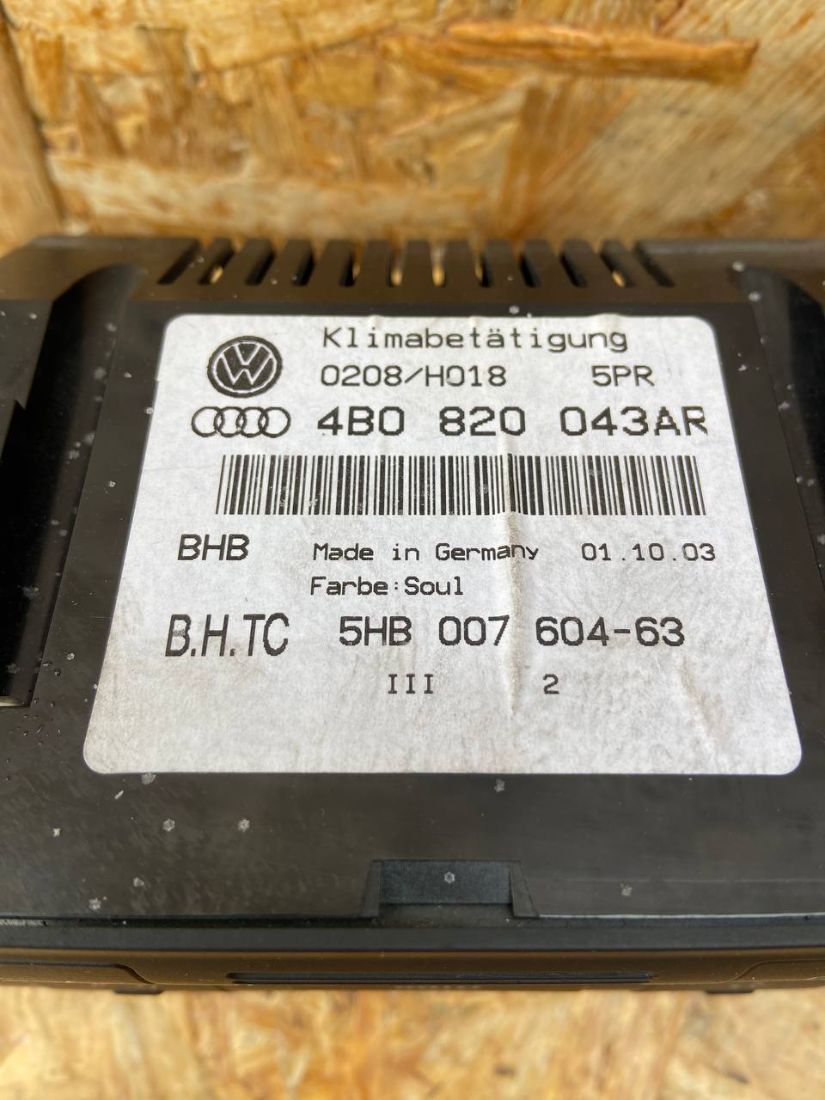 Klimabetätigung
0208/H018 5PR
4B0 820 043AR
BHB Made in Germany 01.10.03
Farbe:Soul
B.H.TC 5HB 007 604-63
III 2